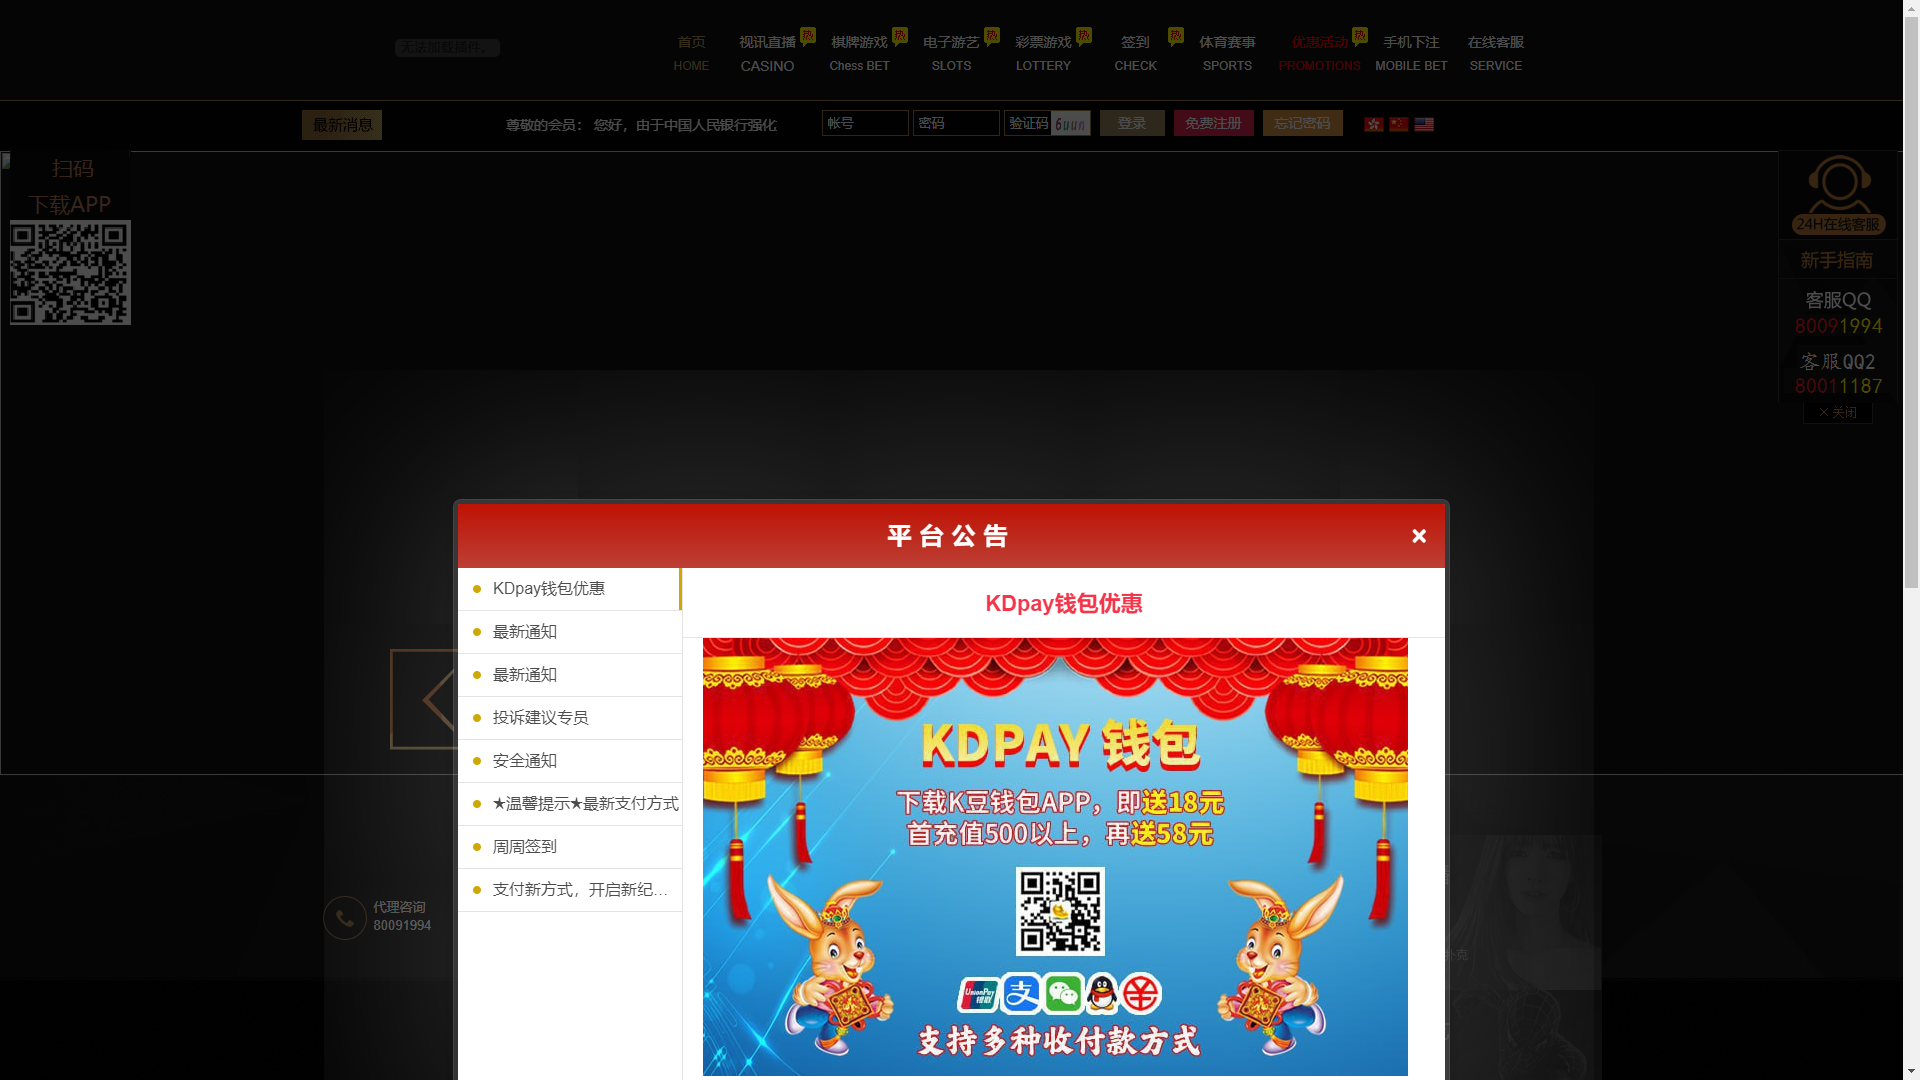 无法加载插件。
首页
HOME
视讯直播 热
CASINO
棋牌游戏 热
Chess BET
电子游艺 热
SLOTS
彩票游戏 热
LOTTERY
签到 热
CHECK
体育赛事
SPORTS
优惠活动 热
PROMOTIONS
手机下注
MOBILE BET
在线客服
SERVICE
最新消息
尊敬的会员： 您好，由于中国人民银行强化
帐号
密码
验证码
6uun
登录
免费注册
忘记密码
扫码
下载APP
24H在线客服
新手指南
客服QQ
80091994
客服QQ2
80011187
× 关闭
平台公告
×
KDpay钱包优惠
最新通知
最新通知
投诉建议专员
安全通知
★温馨提示★最新支付方式
周周签到
支付新方式，开启新纪...
KDpay钱包优惠
KDPAY 钱包
下载K豆钱包APP，即送18元
首充值500以上，再送58元
UnionPay
银联
支
支持多种收付款方式
代理咨询
80091994